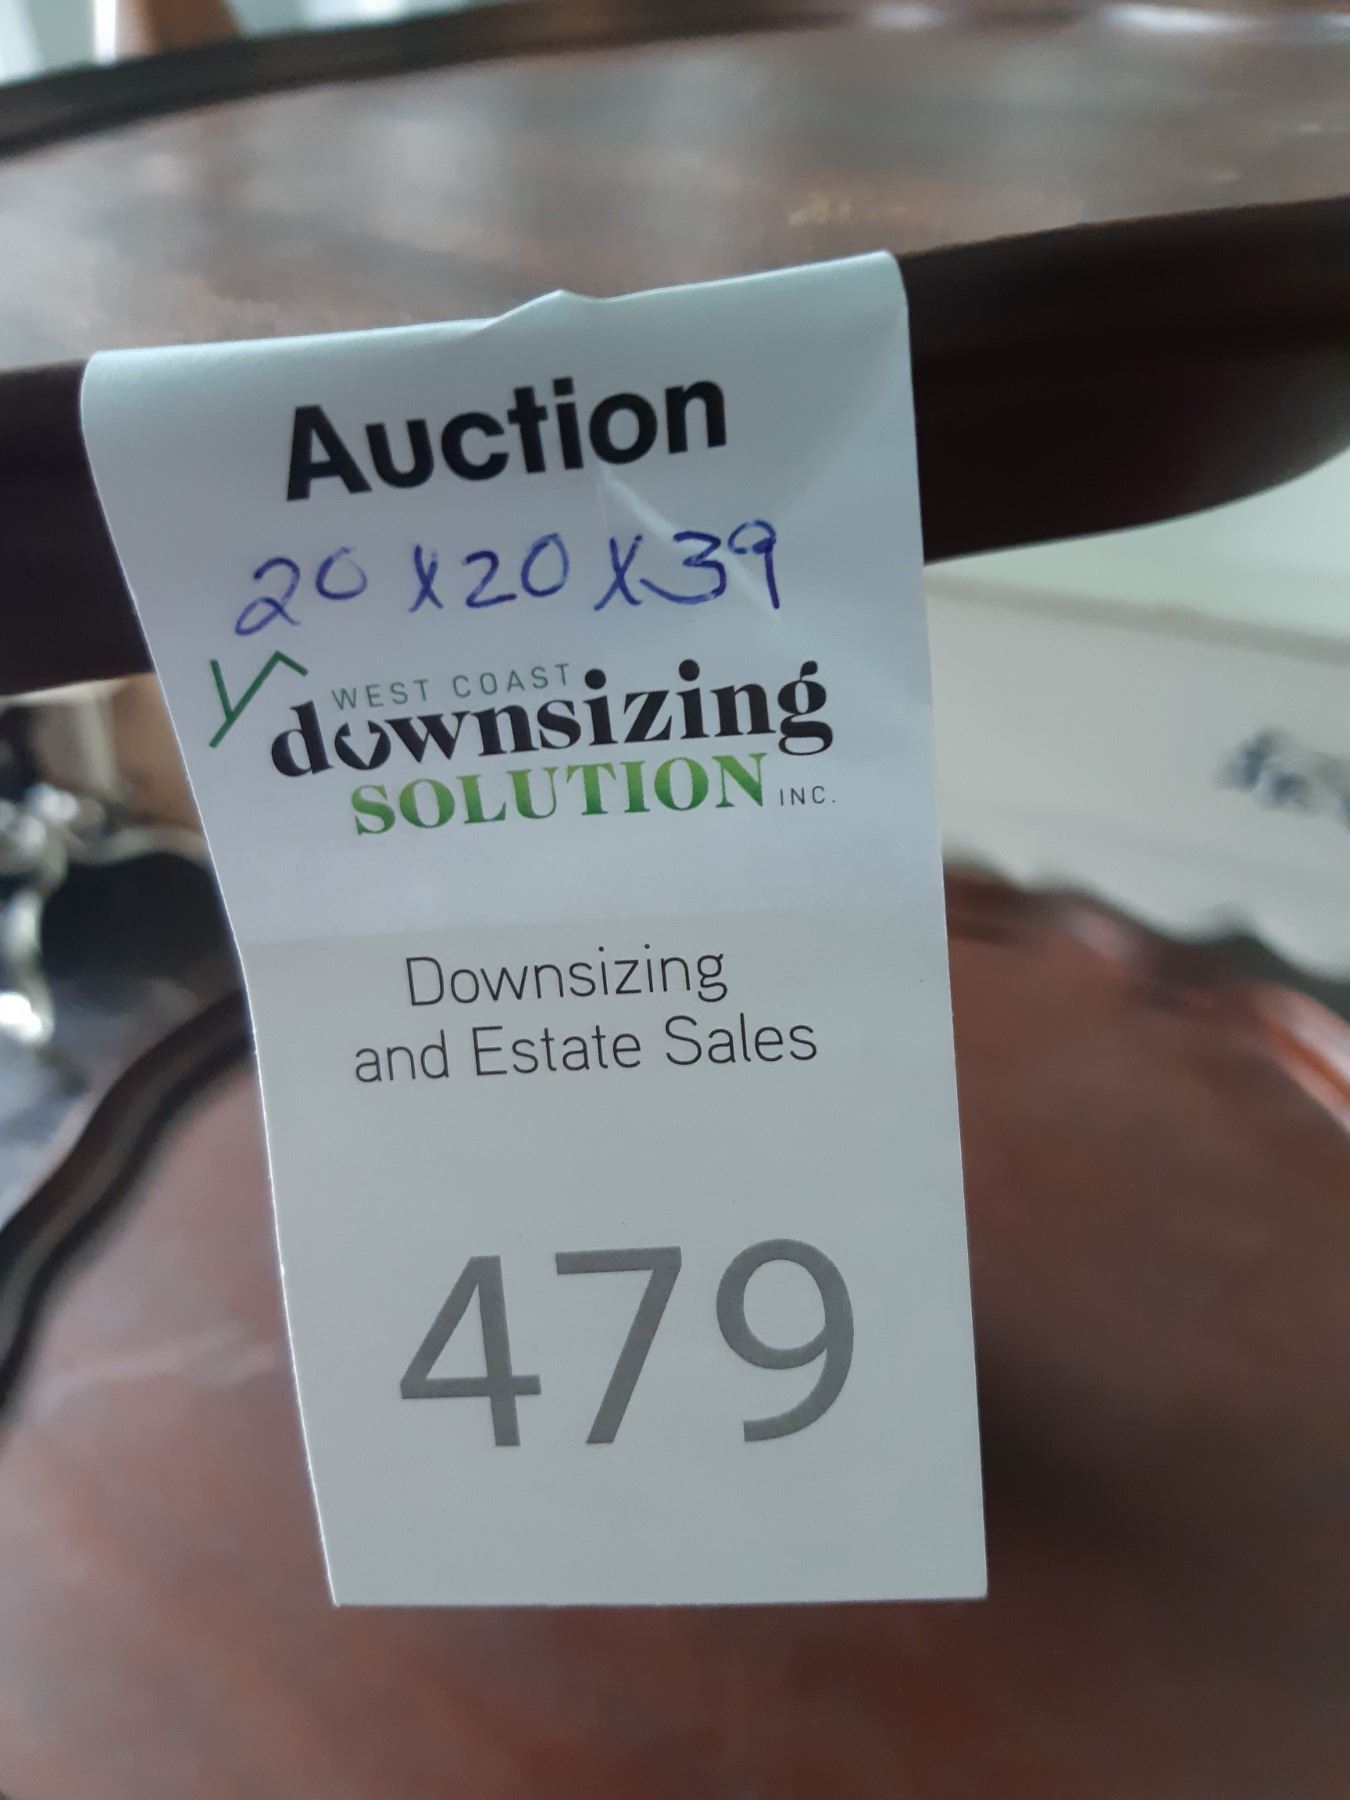 Auction
20 x 20 x 39
WEST COAST
downsizing
SOLUTION INC.
Downsizing
and Estate Sales
479